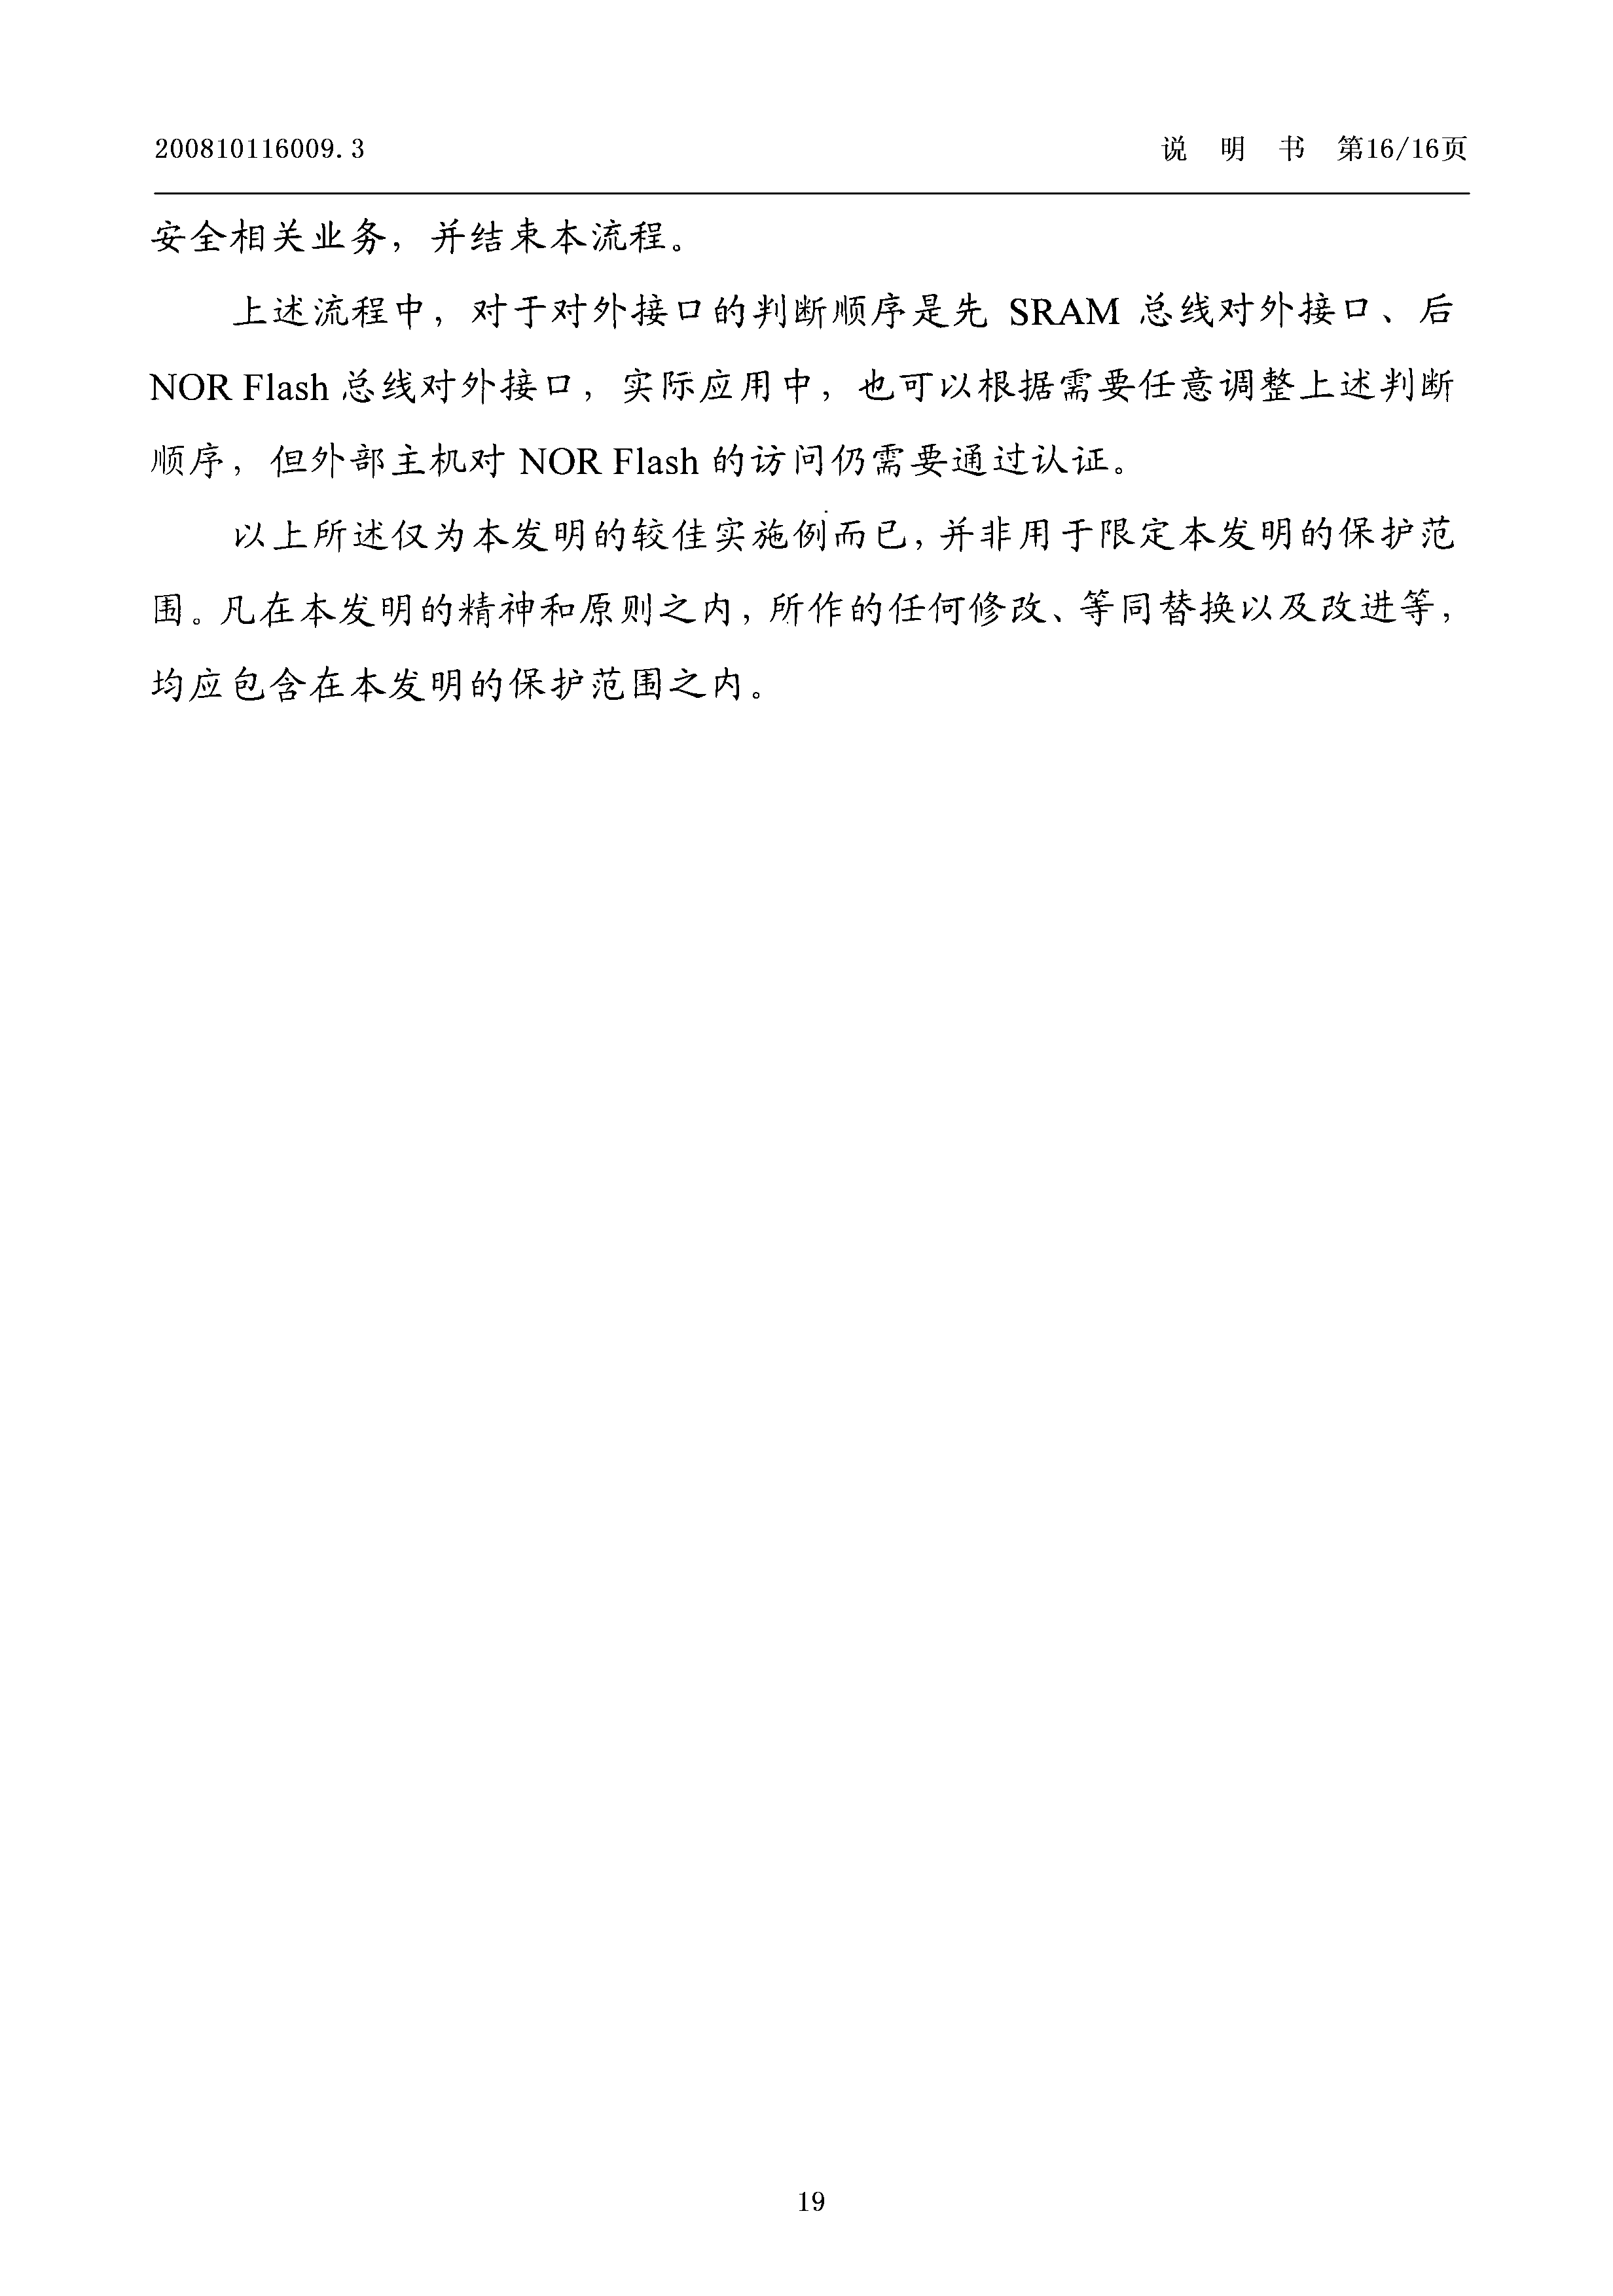 200810116009.3 说 明 书 第16/16页
安全相关业务，并结束本流程。
上述流程中，对于对外接口的判断顺序是先 SRAM 总线对外接口、后
NOR Flash 总线对外接口，实际应用中，也可以根据需要任意调整上述判断
顺序，但外部主机对 NOR Flash 的访问仍需要通过认证。
以上所述仅为本发明的较佳实施例而已，并非用于限定本发明的保护范
围。凡在本发明的精神和原则之内，所作的任何修改、等同替换以及改进等，
均应包含在本发明的保护范围之内。
19